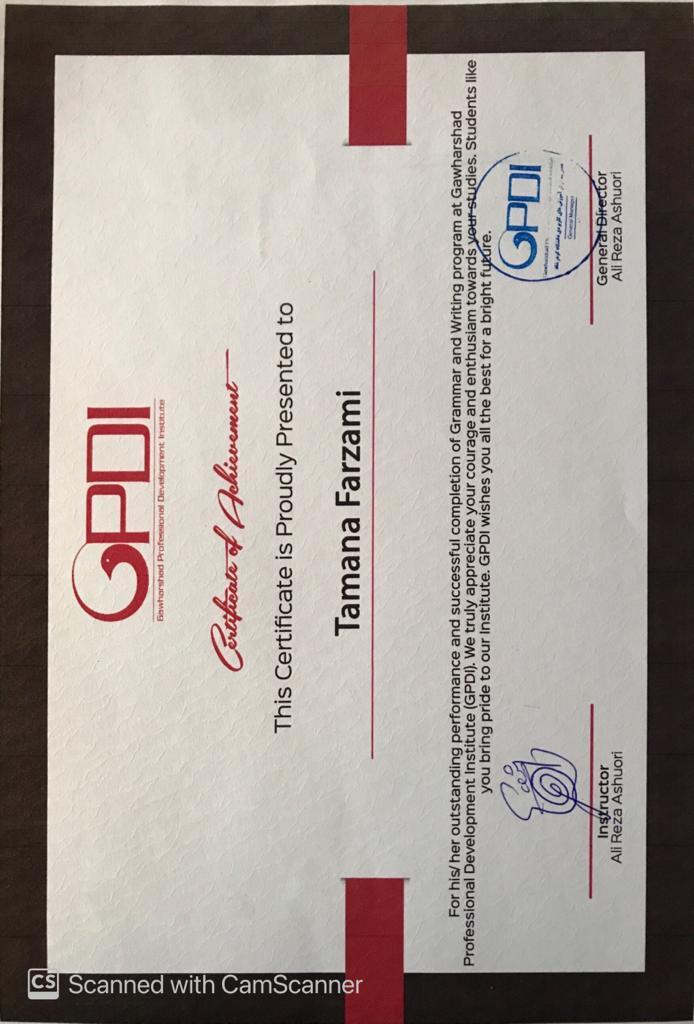 GPDI
Gawharshad Professional Development Institute
Certificate of Achievement
This Certificate is Proudly Presented to
Tamana Farzami
For his/ her outstanding performance and successful completion of Grammar and Writing program at Gawharshad
Professional Development Institute (GPDI). We truly appreciate your courage and enthusiam towards your studies. Students like
you bring pride to our Institute. GPDI wishes you all the best for a bright future.
GPDI
General Manager
Instructor
Ali Reza Ashuori
General Director
Ali Reza Ashuori
CS Scanned with CamScanner